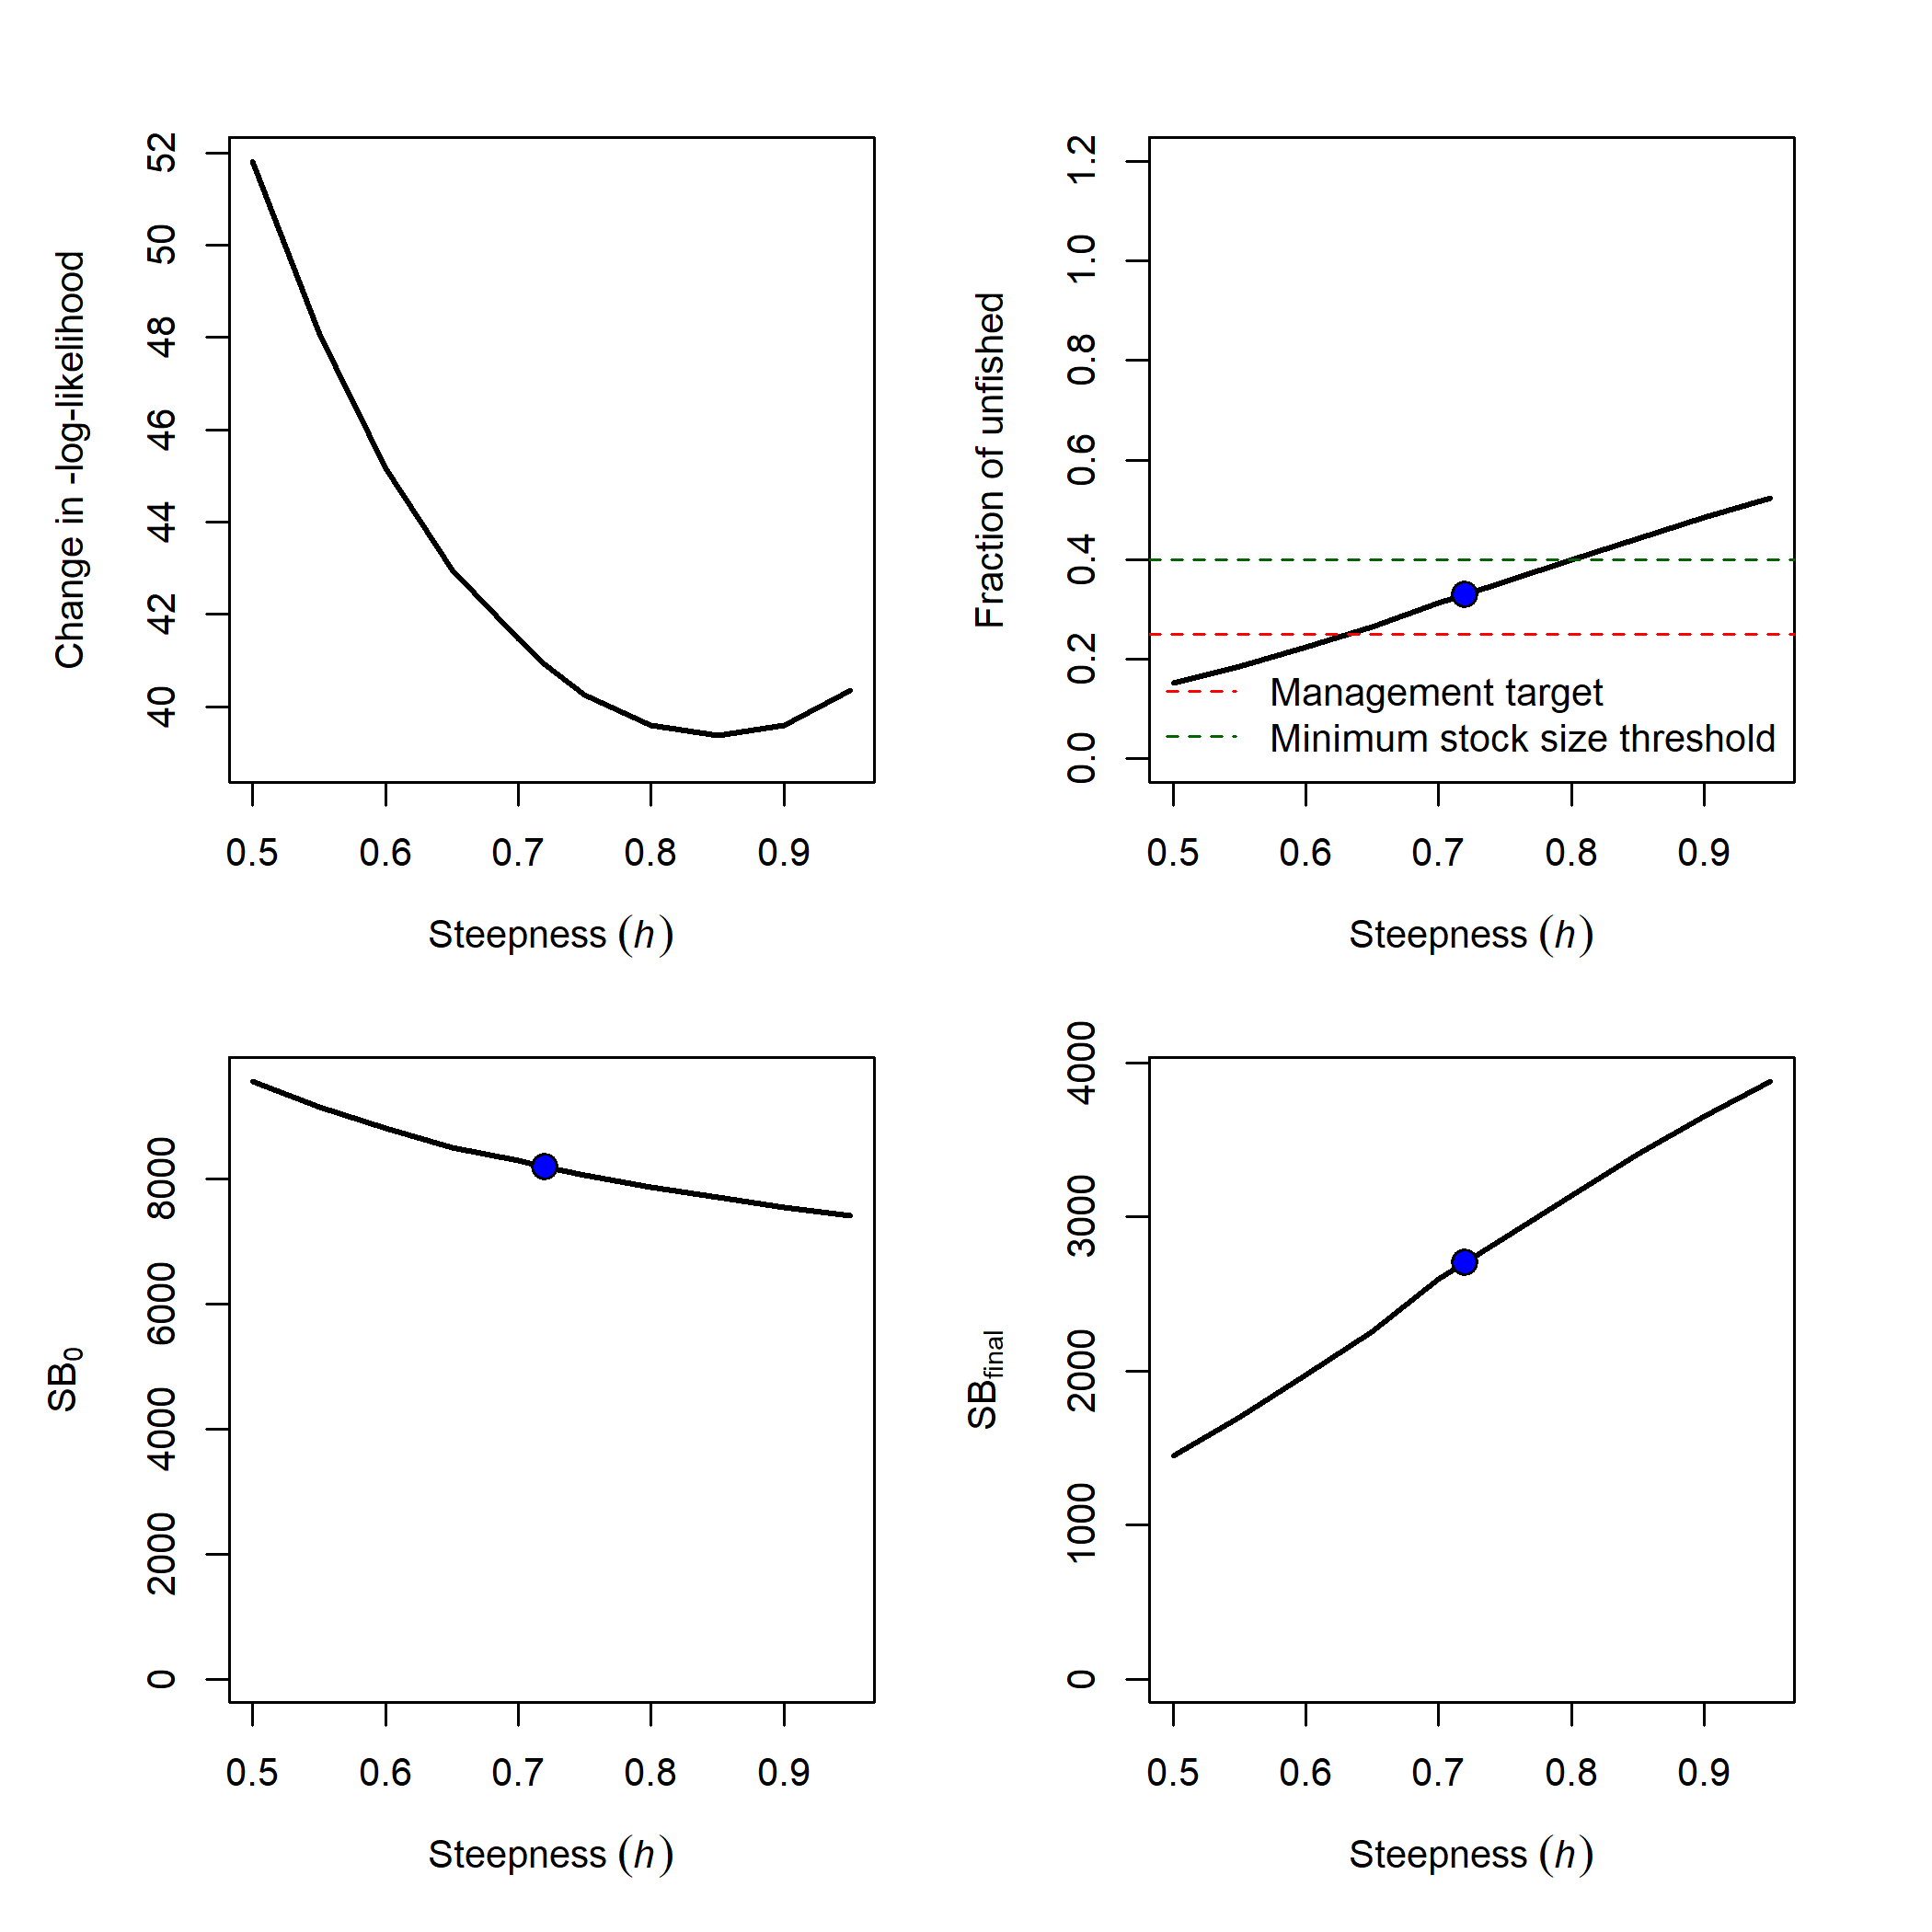 Change in -log-likelihood
52
50
48
46
44
42
40
0.5 0.6 0.7 0.8 0.9
Steepness (h)
Fraction of unfished
1.2
1.0
0.8
0.6
0.4
0.2
0.0
Management target
Minimum stock size threshold
0.5 0.6 0.7 0.8 0.9
Steepness (h)
SB0
8000
6000
4000
2000
0
0.5 0.6 0.7 0.8 0.9
Steepness (h)
SBfinal
4000
3000
2000
1000
0
0.5 0.6 0.7 0.8 0.9
Steepness (h)